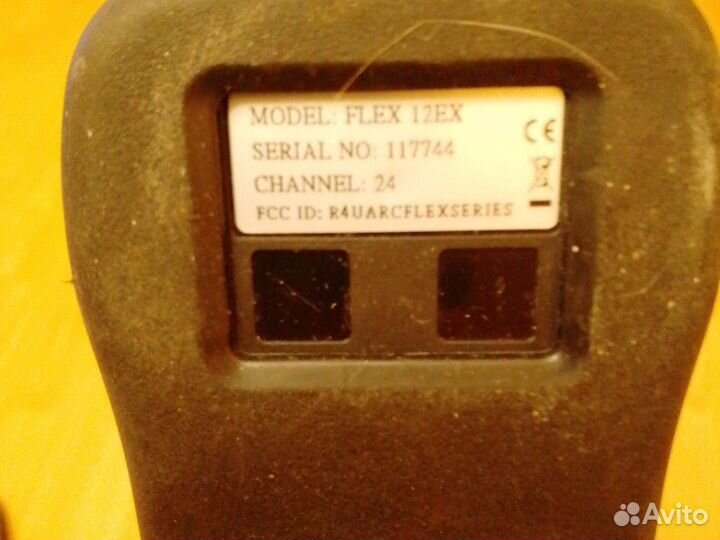 MODEL: FLEX 12EX
SERIAL NO: 117744
CHANNEL: 24
FCC ID: R4UARCFLEXSERIES
CE
Avito